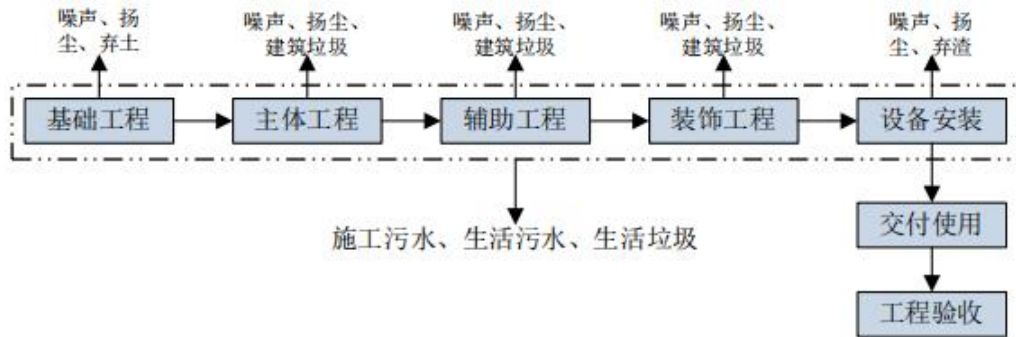 噪声、扬
尘、弃土
噪声、扬尘、
建筑垃圾
噪声、扬尘、
建筑垃圾
噪声、扬尘、
建筑垃圾
噪声、扬
尘、弃渣
基础工程
主体工程
辅助工程
装饰工程
设备安装
施工污水、生活污水、生活垃圾
交付使用
工程验收